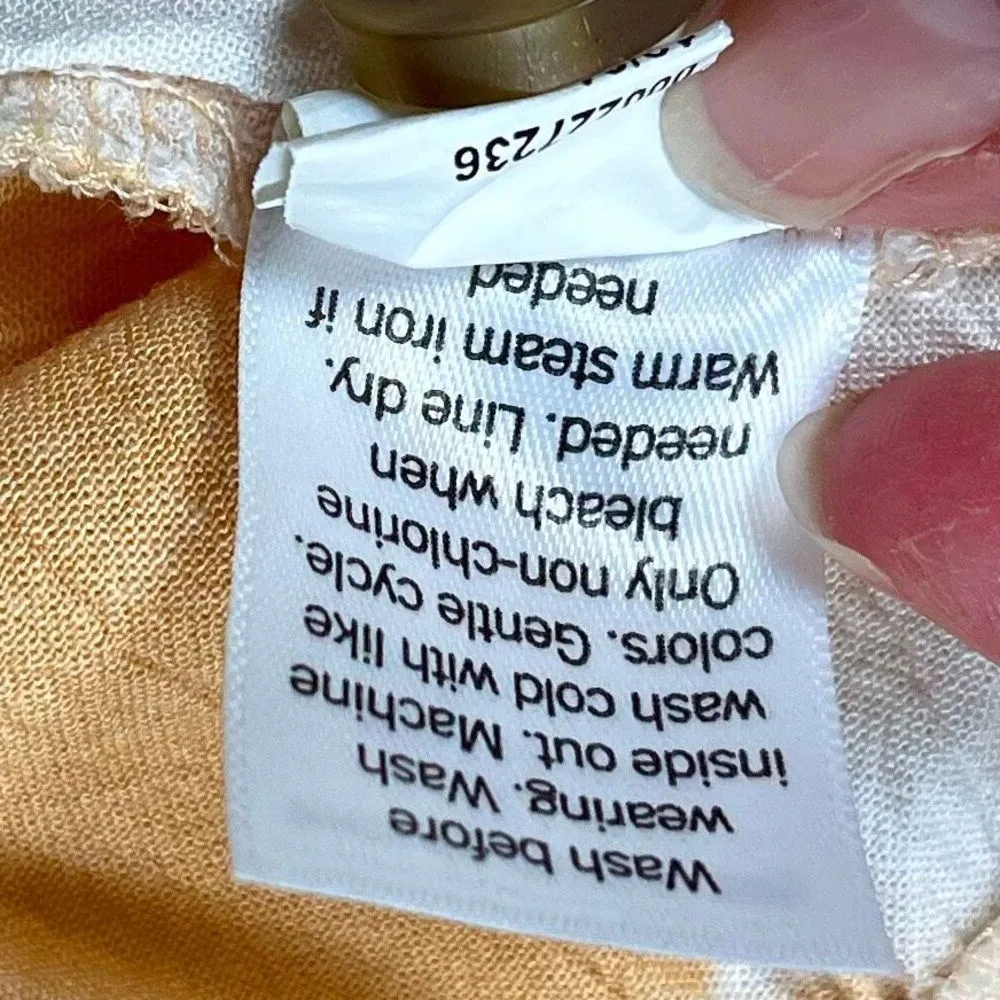 Wash before
wearing. Wash
inside out. Machine
wash cold with like
colors. Gentle cycle.
Only non-chlorine
bleach when
needed. Line dry.
Warm steam iron if
needed